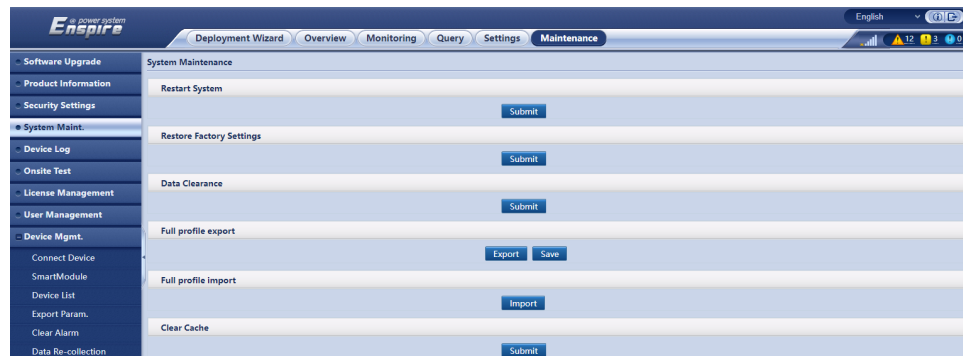 e power system
Enspire
English
Deployment Wizard Overview Monitoring Query Settings Maintenance
12 3 0
Software Upgrade
Product Information
Security Settings
System Maint.
Device Log
Onsite Test
License Management
User Management
Device Mgmt.
Connect Device
SmartModule
Device List
Export Param.
Clear Alarm
Data Re-collection
System Maintenance
Restart System
Submit
Restore Factory Settings
Submit
Data Clearance
Submit
Full profile export
Export Save
Full profile import
Import
Clear Cache
Submit